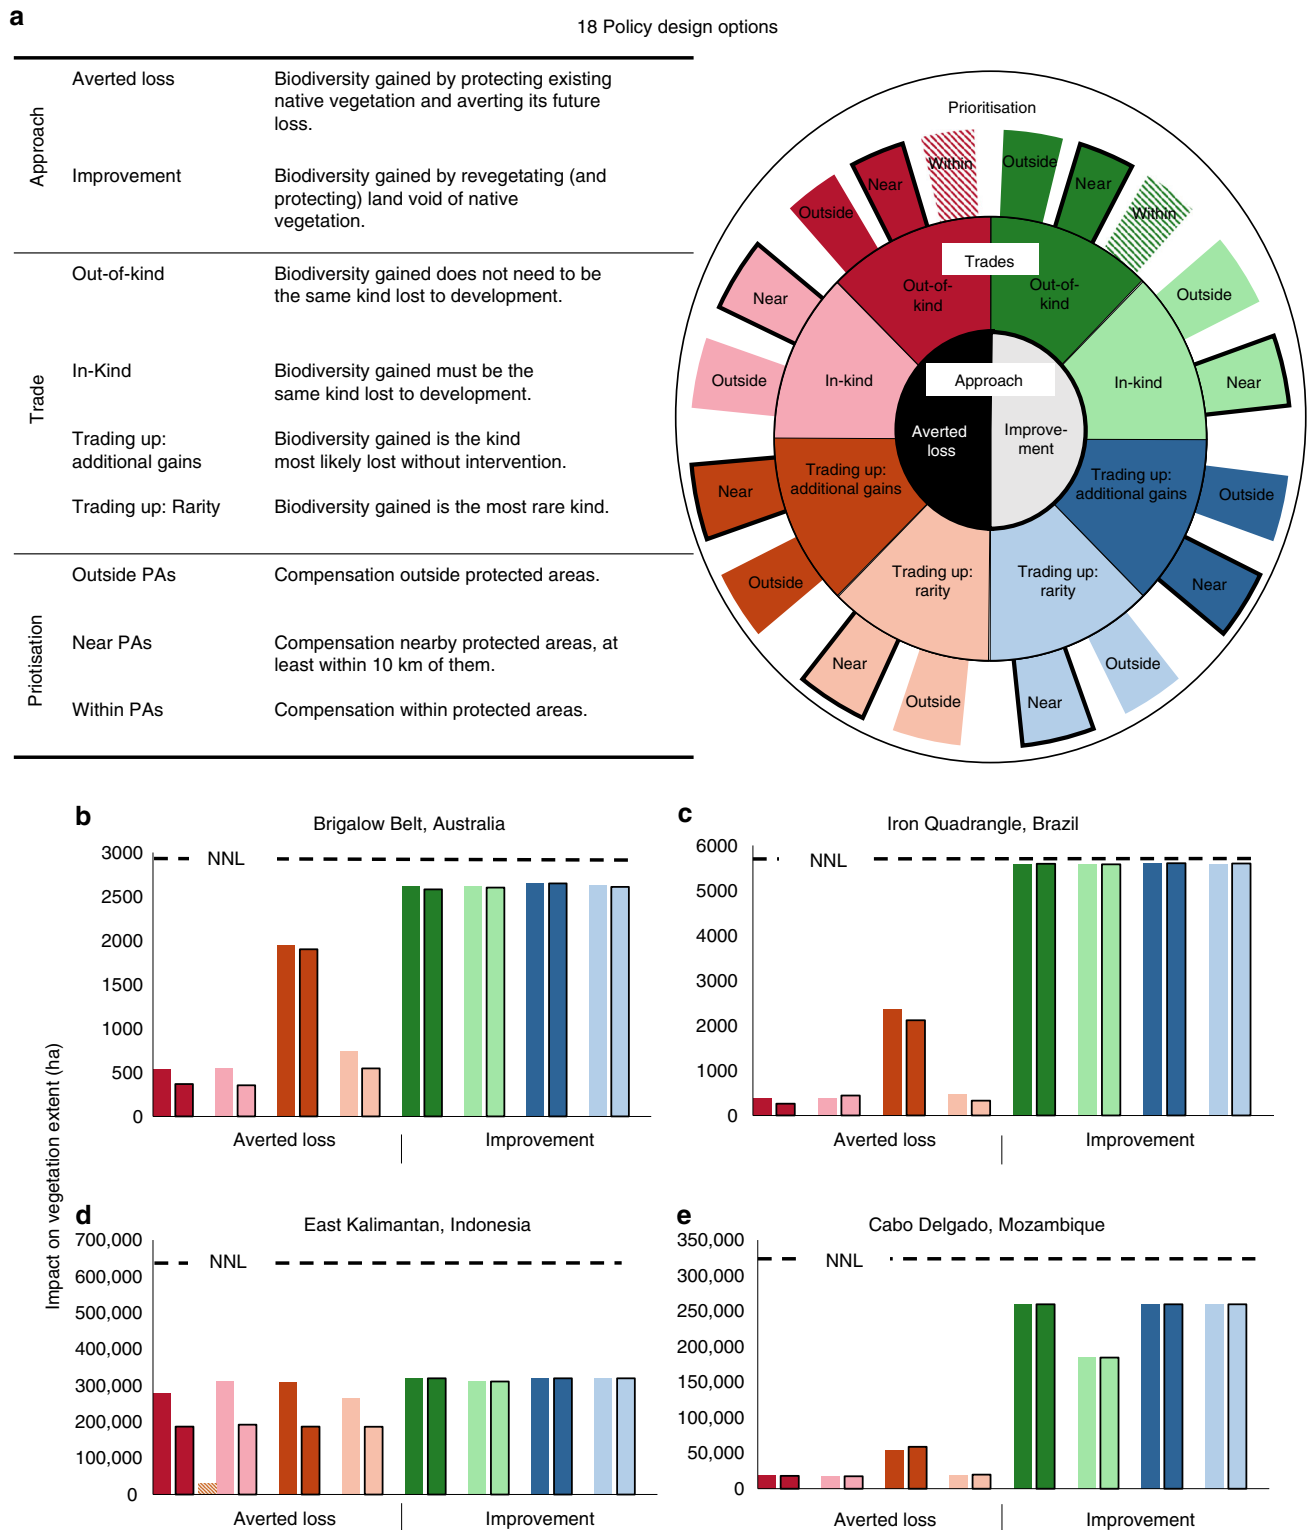 a
18 Policy design options
Approach
Averted loss
Biodiversity gained by protecting existing
native vegetation and averting its future
loss.
Improvement
Biodiversity gained by revegetating (and
protecting) land void of native
vegetation.
Trade
Out-of-kind
Biodiversity gained does not need to be
the same kind lost to development.
In-Kind
Biodiversity gained must be the
same kind lost to development.
Trading up:
additional gains
Biodiversity gained is the kind
most likely lost without intervention.
Trading up: Rarity
Biodiversity gained is the most rare kind.
Priotisation
Outside PAs
Compensation outside protected areas.
Near PAs
Compensation nearby protected areas, at
least within 10 km of them.
Within PAs
Compensation within protected areas.
Prioritisation
Within
Outside
Near
Near
Outside
Within
Near
Outside
Outside
Near
Near
Outside
Outside
Near
Near
Outside
Near
Outside
Trades
Out-of-
kind
Out-of-
kind
In-kind
In-kind
Approach
Averted
loss
Improve-
ment
Trading up:
additional gains
Trading up:
additional gains
Trading up:
rarity
Trading up:
rarity
Impact on vegetation extent (ha)
b
Brigalow Belt, Australia
3000
2500
2000
1500
1000
500
0
NNL
Averted loss
Improvement
c
Iron Quadrangle, Brazil
6000
5000
4000
3000
2000
1000
0
NNL
Averted loss
Improvement
d
East Kalimantan, Indonesia
700,000
600,000
500,000
400,000
300,000
200,000
100,000
0
NNL
Averted loss
Improvement
e
Cabo Delgado, Mozambique
350,000
300,000
250,000
200,000
150,000
100,000
50,000
0
NNL
Averted loss
Improvement